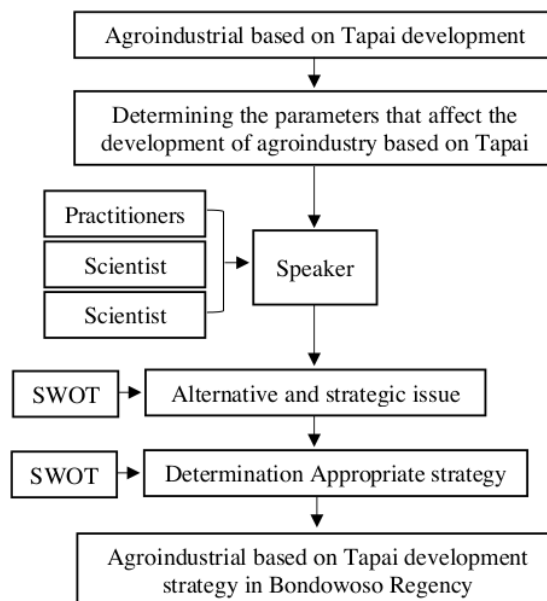 Agroindustrial based on Tapai development
Determining the parameters that affect the
development of agroindustry based on Tapai
Practitioners
Scientist
Scientist
Speaker
SWOT
Alternative and strategic issue
SWOT
Determination Appropriate strategy
Agroindustrial based on Tapai development
strategy in Bondowoso Regency